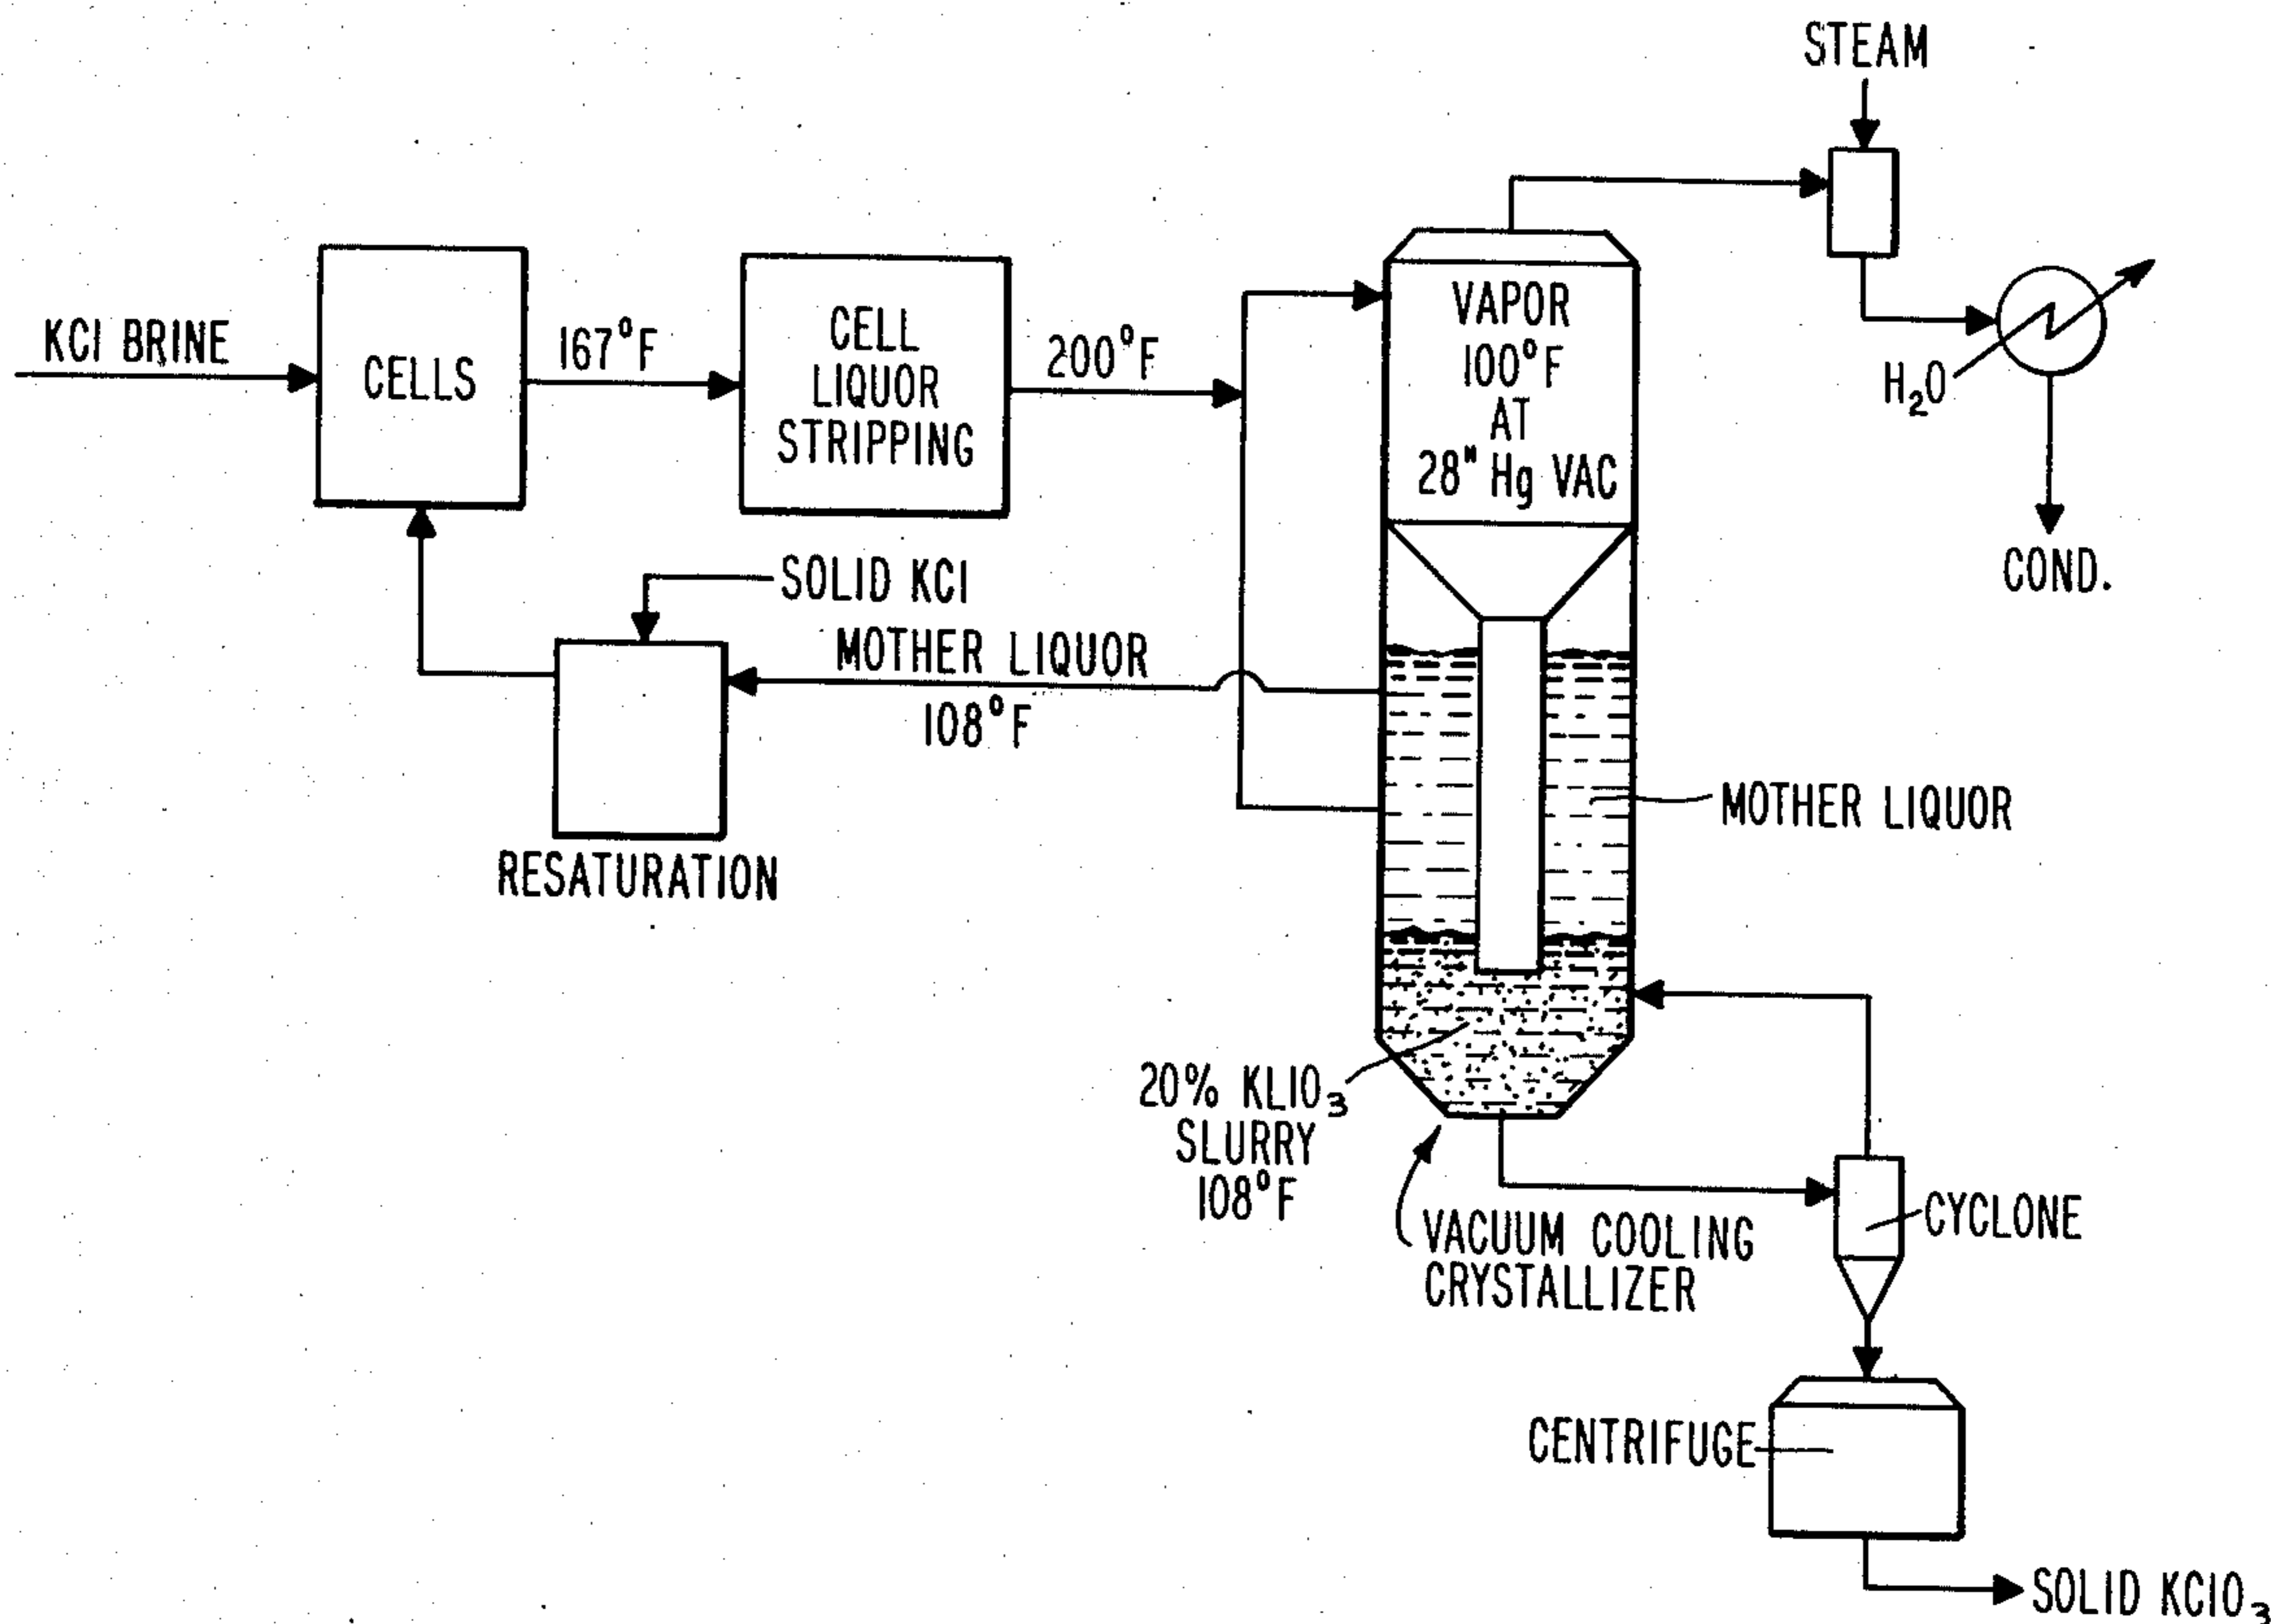 STEAM
KCl BRINE
CELLS
167°F
CELL
LIQUOR
STRIPPING
200°F
VAPOR
100°F
AT
28" Hg VAC
H₂O
COND.
SOLID KCl
MOTHER LIQUOR
108°F
RESATURATION
MOTHER LIQUOR
20% KLIO₃
SLURRY
108°F
VACUUM COOLING
CRYSTALLIZER
CYCLONE
CENTRIFUGE
SOLID KClO₃